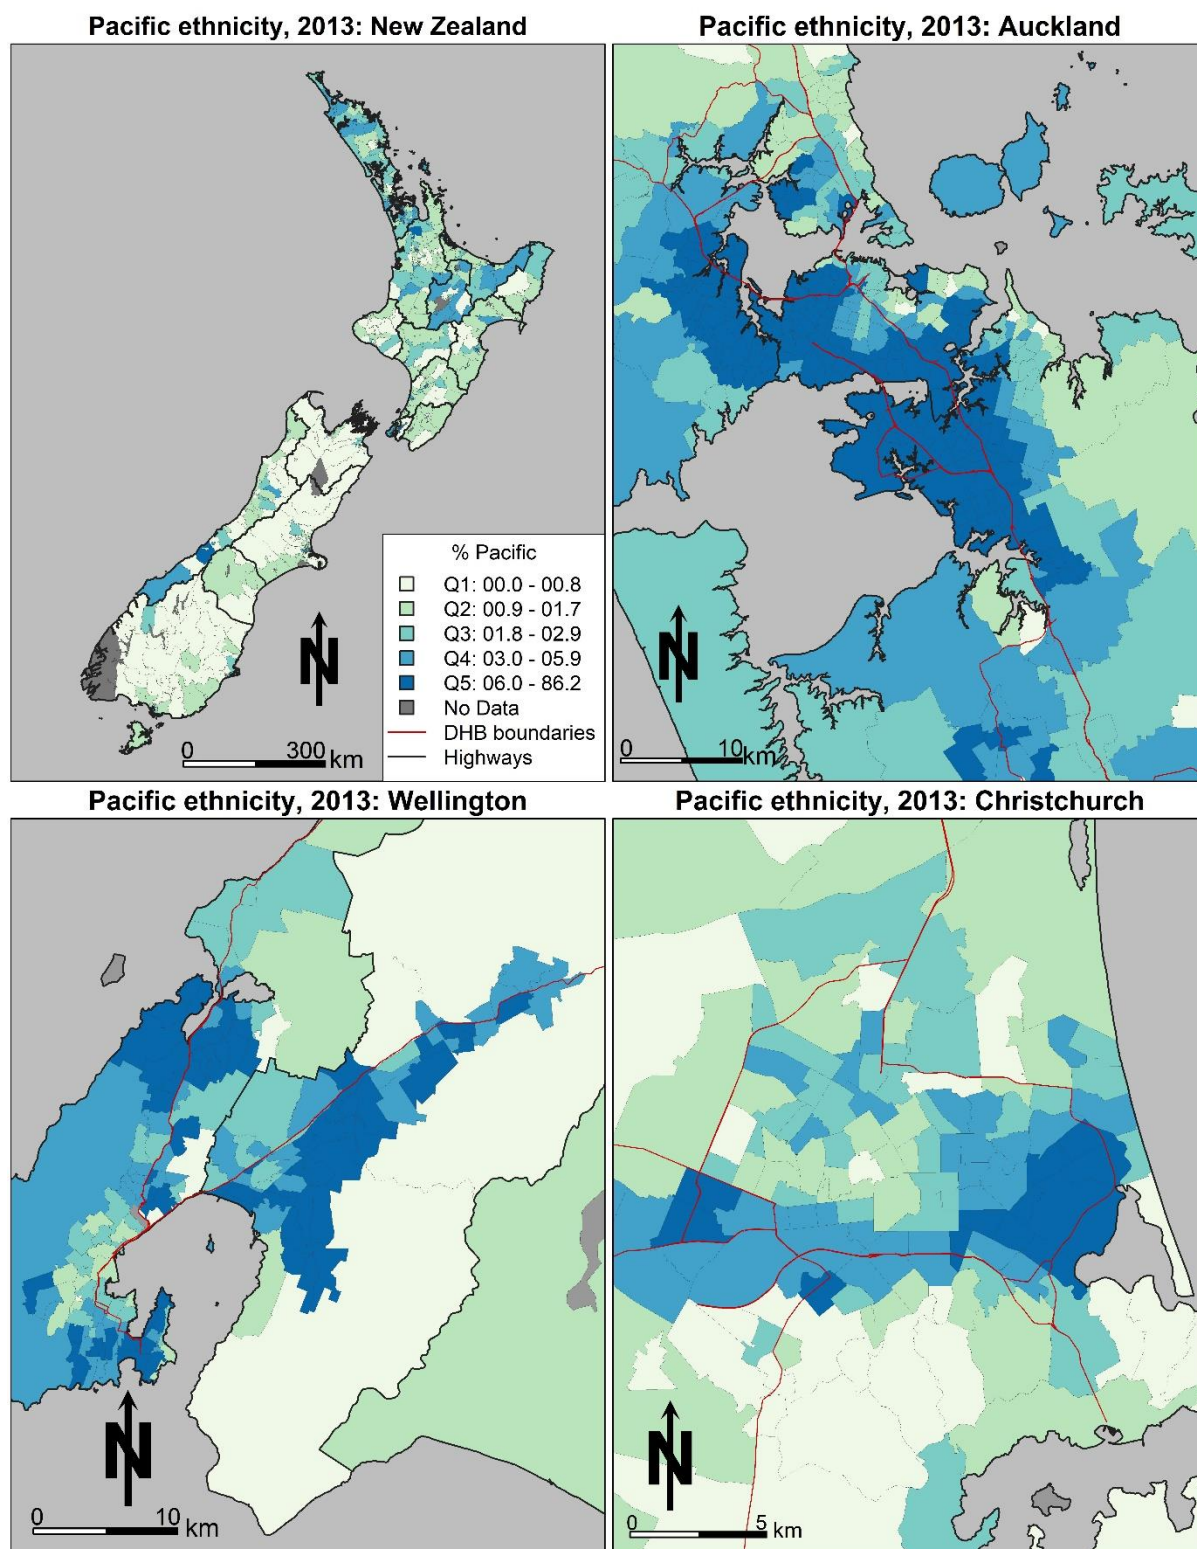 Pacific ethnicity, 2013: New Zealand
% Pacific
Q1: 00.0 - 00.8
Q2: 00.9 - 01.7
Q3: 01.8 - 02.9
Q4: 03.0 - 05.9
Q5: 06.0 - 86.2
No Data
DHB boundaries
Highways
N
0 300 km
Pacific ethnicity, 2013: Auckland
N
0 10 km
Pacific ethnicity, 2013: Wellington
N
0 10 km
Pacific ethnicity, 2013: Christchurch
N
0 5 km